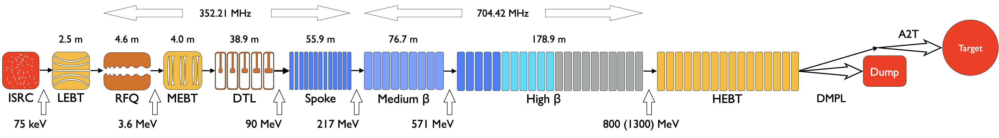 352.21 MHz
704.42 MHz
2.5 m
4.6 m
4.0 m
38.9 m
55.9 m
76.7 m
178.9 m
A2T
Target
Dump
ISRC
LEBT
RFQ
MEBT
DTL
Spoke
Medium β
High β
HEBT
DMPL
75 keV
3.6 MeV
90 MeV
217 MeV
571 MeV
800 (1300) MeV